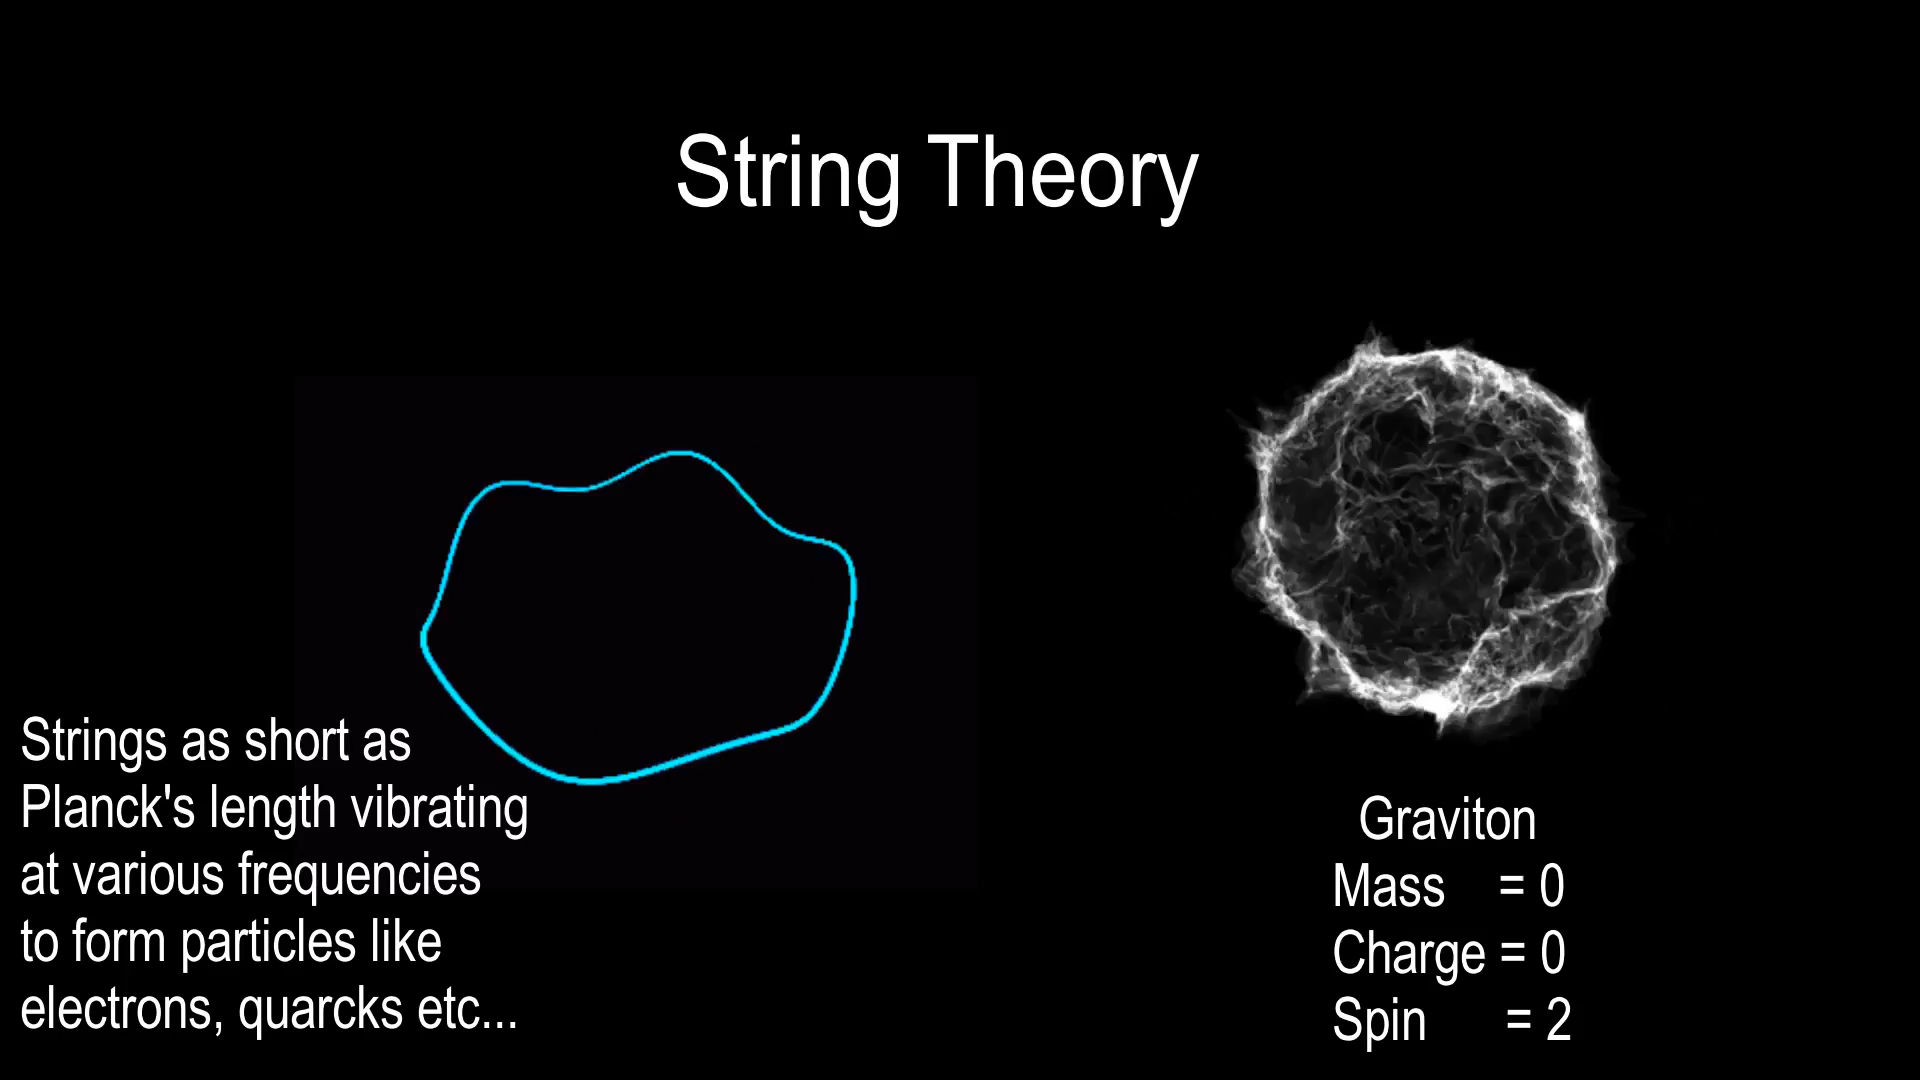 String Theory
Strings as short as
Planck's length vibrating
at various frequencies
to form particles like
electrons, quarcks etc...
Graviton
Mass = 0
Charge = 0
Spin = 2